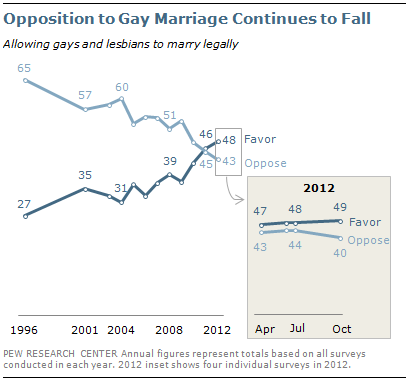 Opposition to Gay Marriage Continues to Fall
Allowing gays and lesbians to marry legally
65
57
60
51
46
48 Favor
45
43 Oppose
27
35
31
39
2012
47
48
49
Favor
Oppose
43
44
40
Apr Jul Oct
1996 2001 2004 2008 2012
PEW RESEARCH CENTER Annual figures represent totals based on all surveys
conducted in each year. 2012 inset shows four individual surveys in 2012.